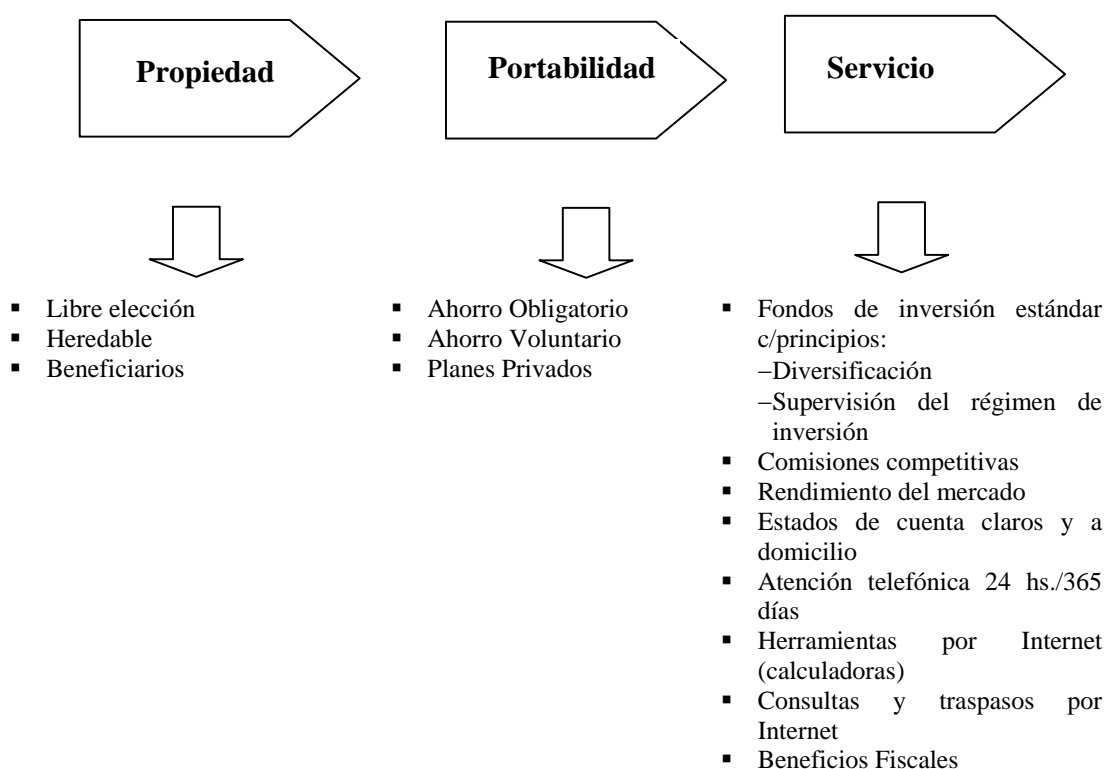 Propiedad
Portabilidad
Servicio
▪ Libre elección
▪ Heredable
▪ Beneficiarios
▪ Ahorro Obligatorio
▪ Ahorro Voluntario
▪ Planes Privados
▪ Fondos de inversión estándar
c/principios:
−Diversificación
−Supervisión del régimen de
inversión
▪ Comisiones competitivas
▪ Rendimiento del mercado
▪ Estados de cuenta claros y a
domicilio
▪ Atención telefónica 24 hs./365
días
▪ Herramientas por Internet
(calculadoras)
▪ Consultas y traspasos por
Internet
▪ Beneficios Fiscales